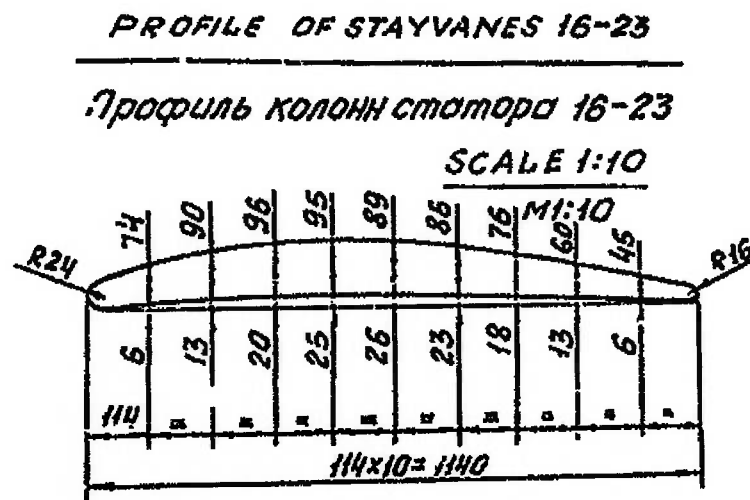 PROFILE OF STAYVANES 16-23
Профиль колонн статора 16-23
SCALE 1:10
M1:10
74 90 96 95 89 86 76 60 45
R24 R16
6 13 20 25 26 23 18 13 6
114 " " " " " " " " "
114x10=1140